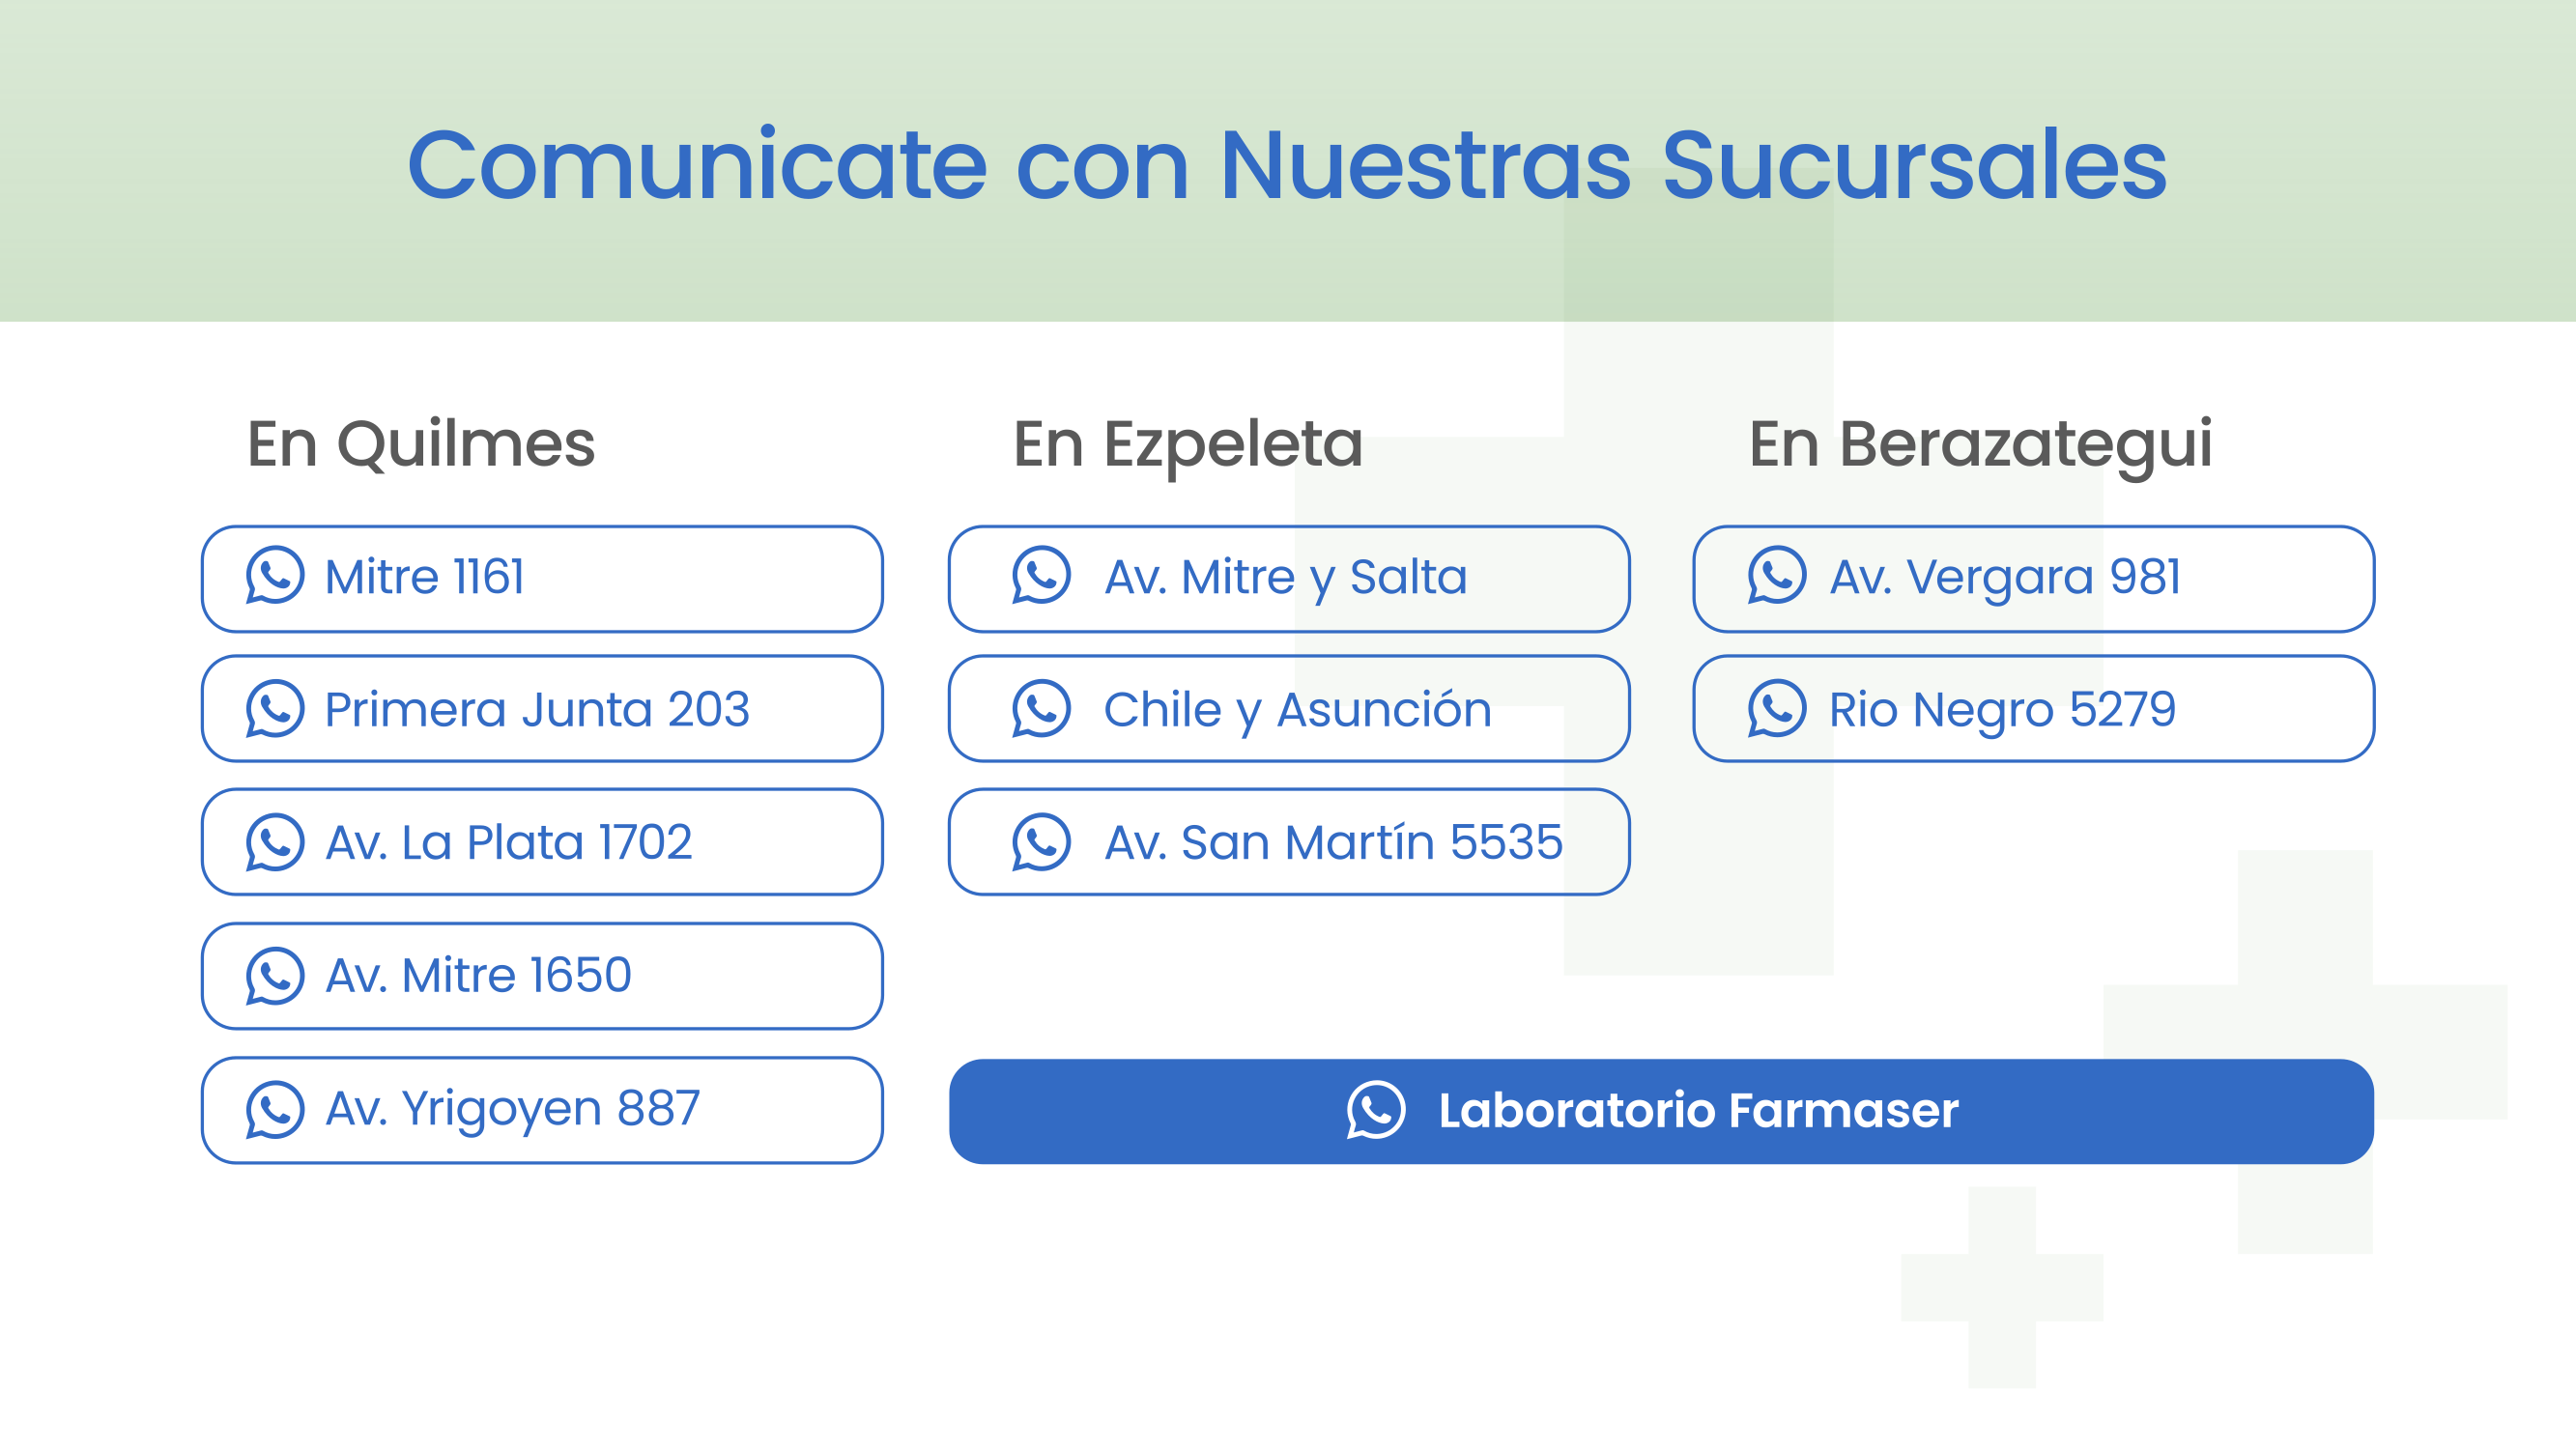 Comunicate con Nuestras Sucursales
En Quilmes
Mitre 1161
Primera Junta 203
Av. La Plata 1702
Av. Mitre 1650
Av. Yrigoyen 887
En Ezpeleta
Av. Mitre y Salta
Chile y Asunción
Av. San Martín 5535
En Berazategui
Av. Vergara 981
Rio Negro 5279
Laboratorio Farmaser